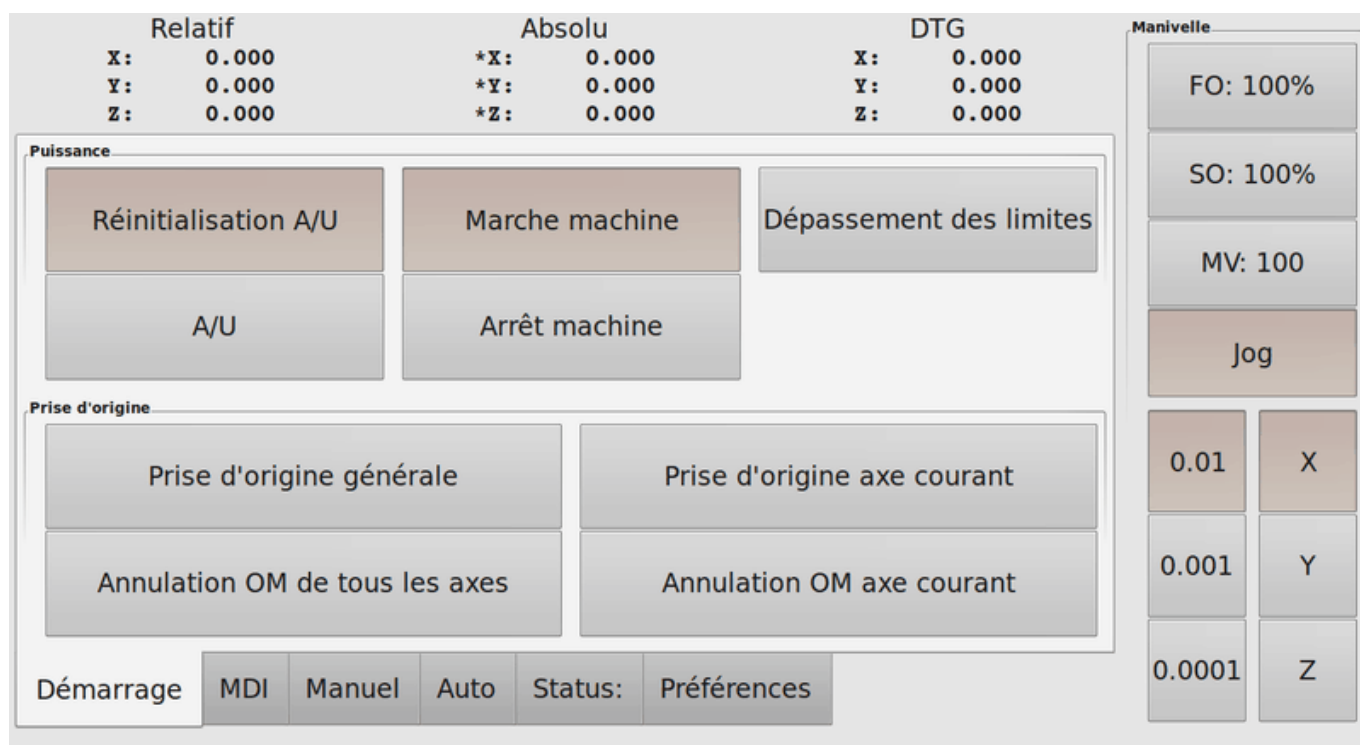 Relatif Absolu DTG
X: 0.000 *X: 0.000 X: 0.000
Y: 0.000 *Y: 0.000 Y: 0.000
Z: 0.000 *Z: 0.000 Z: 0.000
Puissance
Réinitialisation A/U Marche machine Dépassement des limites
A/U Arrêt machine
Prise d'origine
Prise d'origine générale Prise d'origine axe courant
Annulation OM de tous les axes Annulation OM axe courant
Démarrage MDI Manuel Auto Status: Préférences
Manivelle
FO: 100%
SO: 100%
MV: 100
Jog
0.01 X
0.001 Y
0.0001 Z